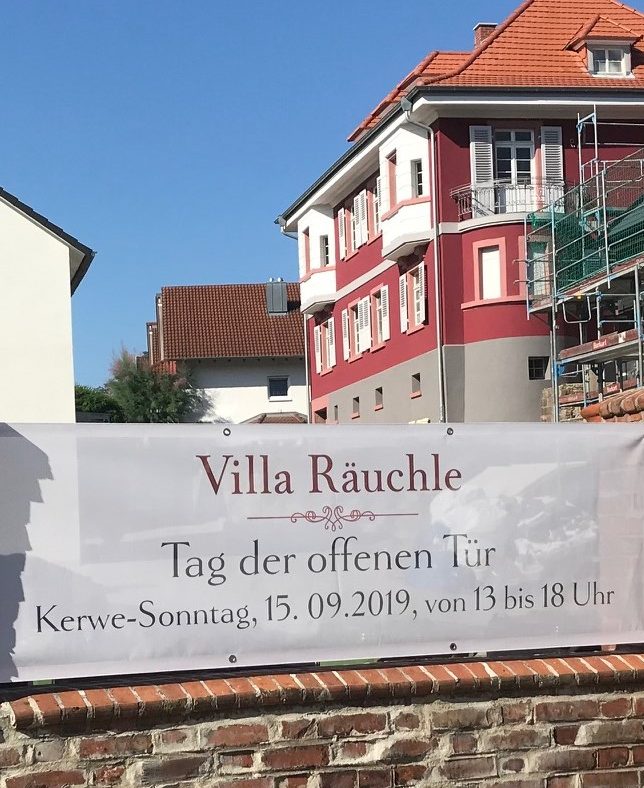 Villa Räuchle
Tag der offenen Tür
Kerwe-Sonntag, 15. 09.2019, von 13 bis 18 Uhr